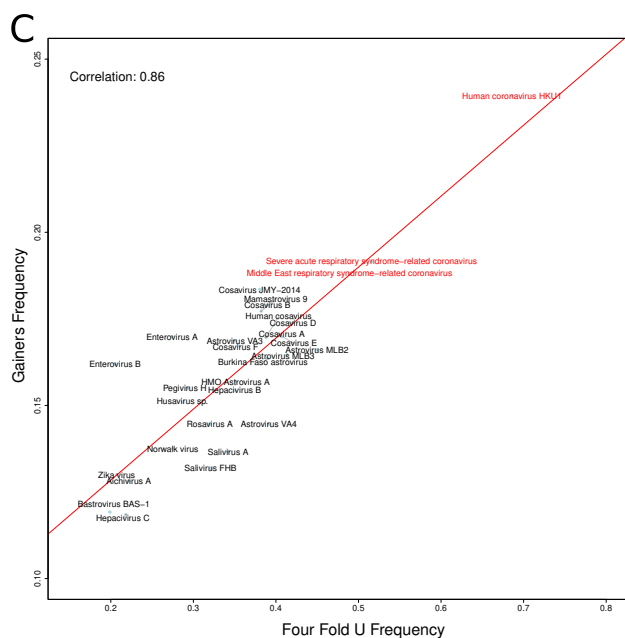 C
Correlation: 0.86
Human coronavirus HKU1
Severe acute respiratory syndrome−related coronavirus
Middle East respiratory syndrome−related coronavirus
Cosavirus JMY−2014
Mamastrovirus 9
Cosavirus B
Human cosavirus
Cosavirus D
Enterovirus A
Cosavirus A
Astrovirus VA3
Cosavirus E
Cosavirus F
Astrovirus MLB2
Astrovirus MLB3
Enterovirus B
Burkina Faso astrovirus
HMO Astrovirus A
Pegivirus H
Hepacivirus B
Husavirus sp.
Rosavirus A
Astrovirus VA4
Norwalk virus
Salivirus A
Salivirus FHB
Zika virus
Aichivirus A
Bastrovirus BAS−1
Hepacivirus C
0.25
0.20
0.15
0.10
Gainers Frequency
0.2 0.3 0.4 0.5 0.6 0.7 0.8
Four Fold U Frequency